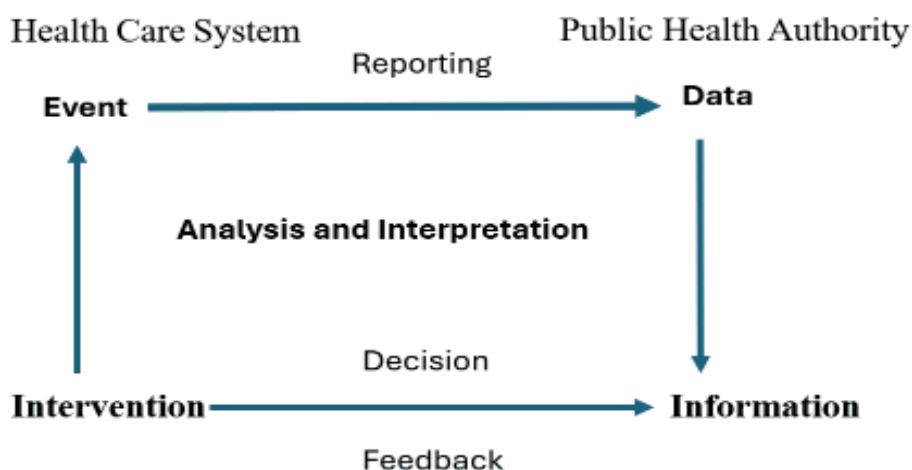 Health Care System
Public Health Authority
Reporting
Event
Data
Analysis and Interpretation
Decision
Intervention
Information
Feedback